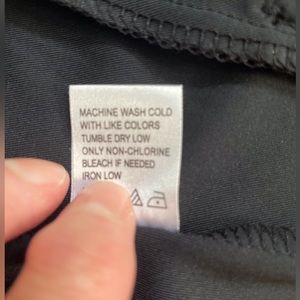 MACHINE WASH COLD
WITH LIKE COLORS
TUMBLE DRY LOW
ONLY NON-CHLORINE
BLEACH IF NEEDED
IRON LOW